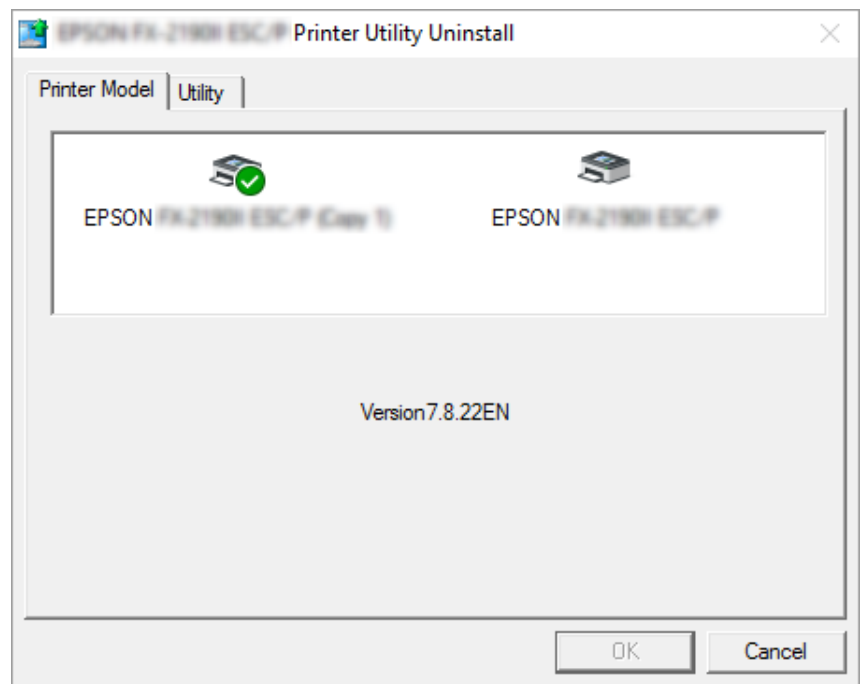 Printer Utility Uninstall
Printer Model
Utility
EPSON
EPSON
Version7.8.22EN
OK
Cancel